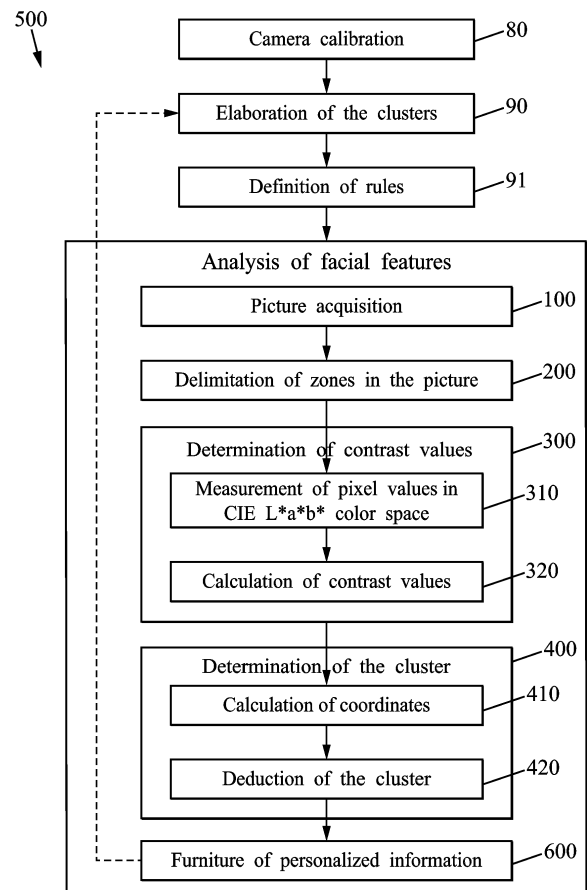 500
Camera calibration
80
Elaboration of the clusters
90
Definition of rules
91
Analysis of facial features
Picture acquisition
100
Delimitation of zones in the picture
200
Determination of contrast values
300
Measurement of pixel values in
CIE L*a*b* color space
310
Calculation of contrast values
320
Determination of the cluster
400
Calculation of coordinates
410
Deduction of the cluster
420
Furniture of personalized information
600